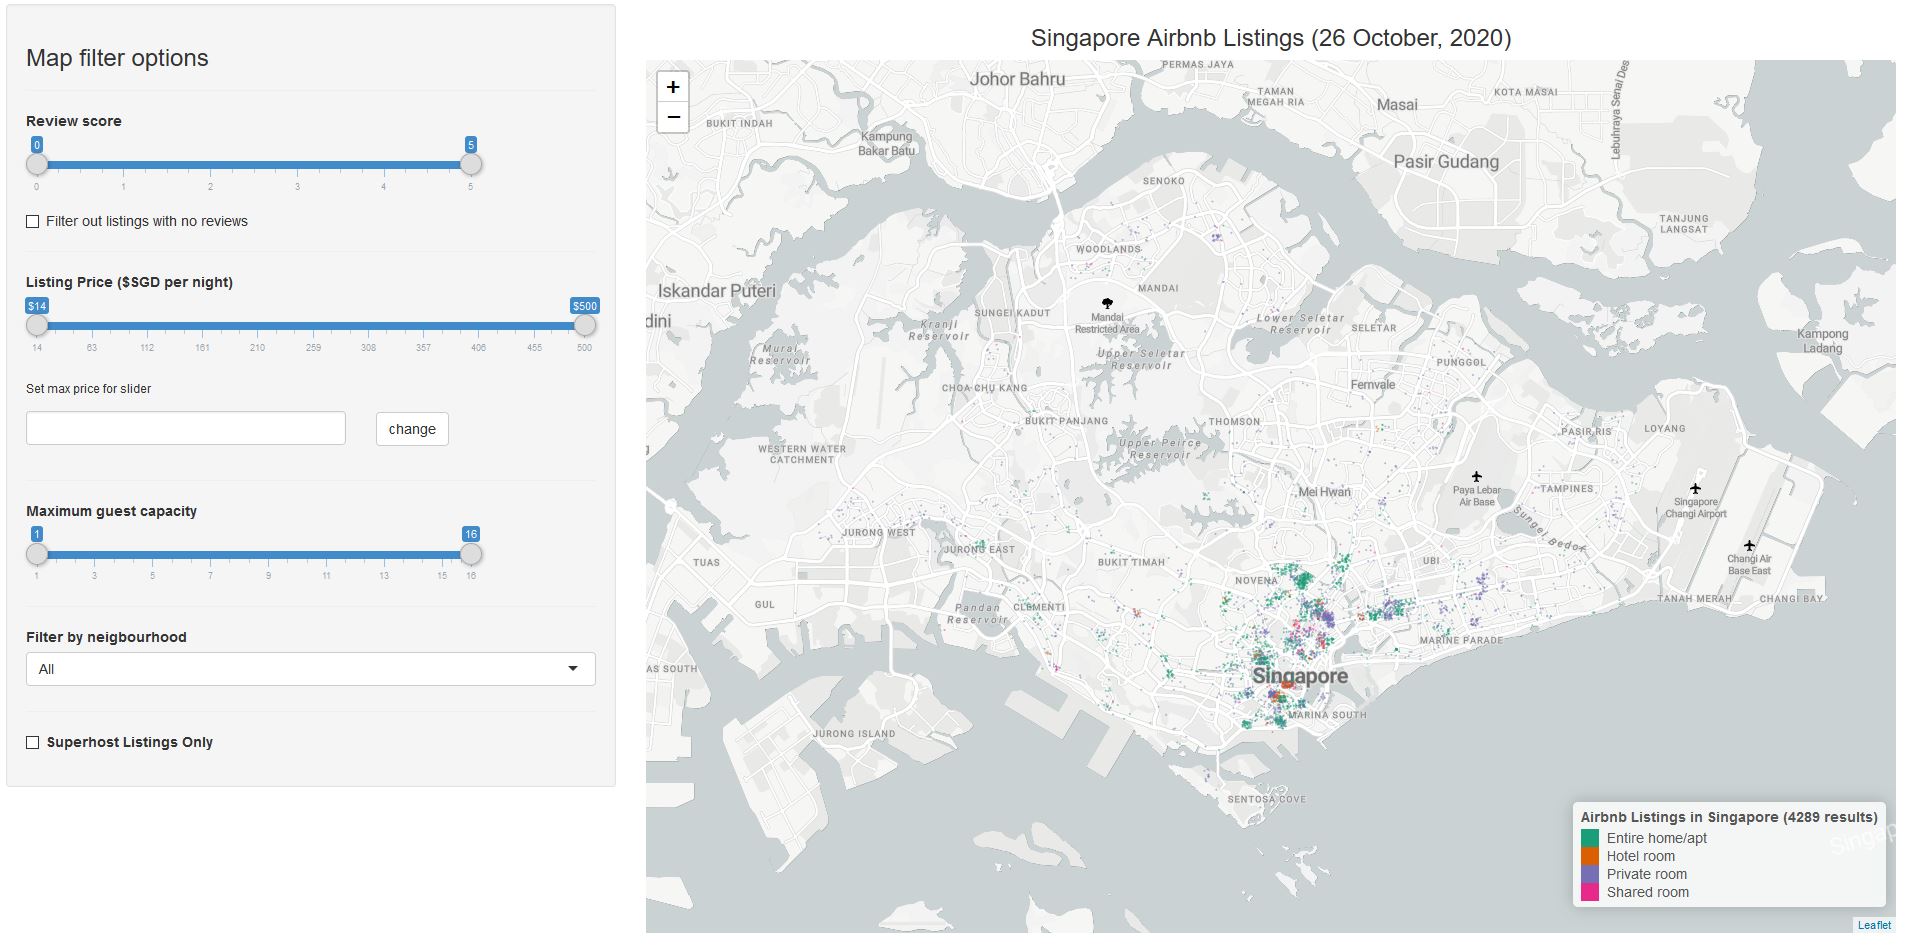 Map filter options
Review score
0
5
0
1
2
3
4
5
Filter out listings with no reviews
Listing Price ($SGD per night)
$14
$500
14
63
112
161
210
259
308
357
406
455
500
Set max price for slider
change
Maximum guest capacity
1
16
1
3
5
7
9
11
13
15
16
Filter by neigbourhood
All
Superhost Listings Only
Singapore Airbnb Listings (26 October, 2020)
+
−
Johor Bahru
PERMAS JAYA
TAMAN
MEGAH RIA
Masai
KOTA MASAI
Lebuhraya Senai Des
BUKIT INDAH
Kampung
Bakar Batu
Pasir Gudang
SENOKO
TANJUNG
LANGSAT
WOODLANDS
Iskandar Puteri
MANDAI
dini
SUNGEI KADUT
Mandai
Restricted Area
Lower Seletar
Reservoir
SELETAR
Kranji
Reservoir
Kampong
Ladang
Murai
Reservoir
Upper Seletar
Reservoir
PUNGGOL
CHOA CHU KANG
Fernvale
BUKIT PANJANG
THOMSON
PASIR RIS
LOYANG
WESTERN WATER
CATCHMENT
Upper Peirce
Reservoir
Mei Hwan
Paya Lebar
Air Base
TAMPINES
Singapore
Changi Airport
JURONG WEST
Sungei Bedok
JURONG EAST
TUAS
BUKIT TIMAH
UBI
Changi Air
Base East
NOVENA
GUL
Pandan
Reservoir
CLEMENTI
TANAH MERAH
CHANGI BAY
MARINE PARADE
AS SOUTH
Singapore
MARINA SOUTH
JURONG ISLAND
SENTOSA COVE
Airbnb Listings in Singapore (4289 results)
Entire home/apt
Hotel room
Private room
Shared room
Leaflet